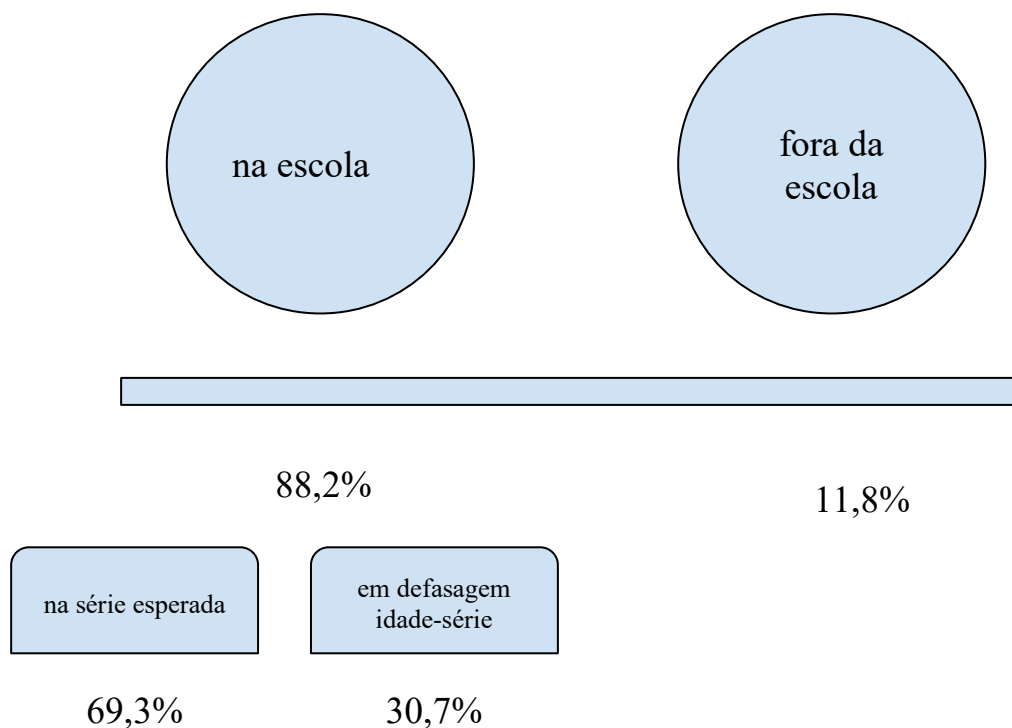 na escola
fora da
escola
88,2%
11,8%
na série esperada
em defasagem
idade-série
69,3%
30,7%